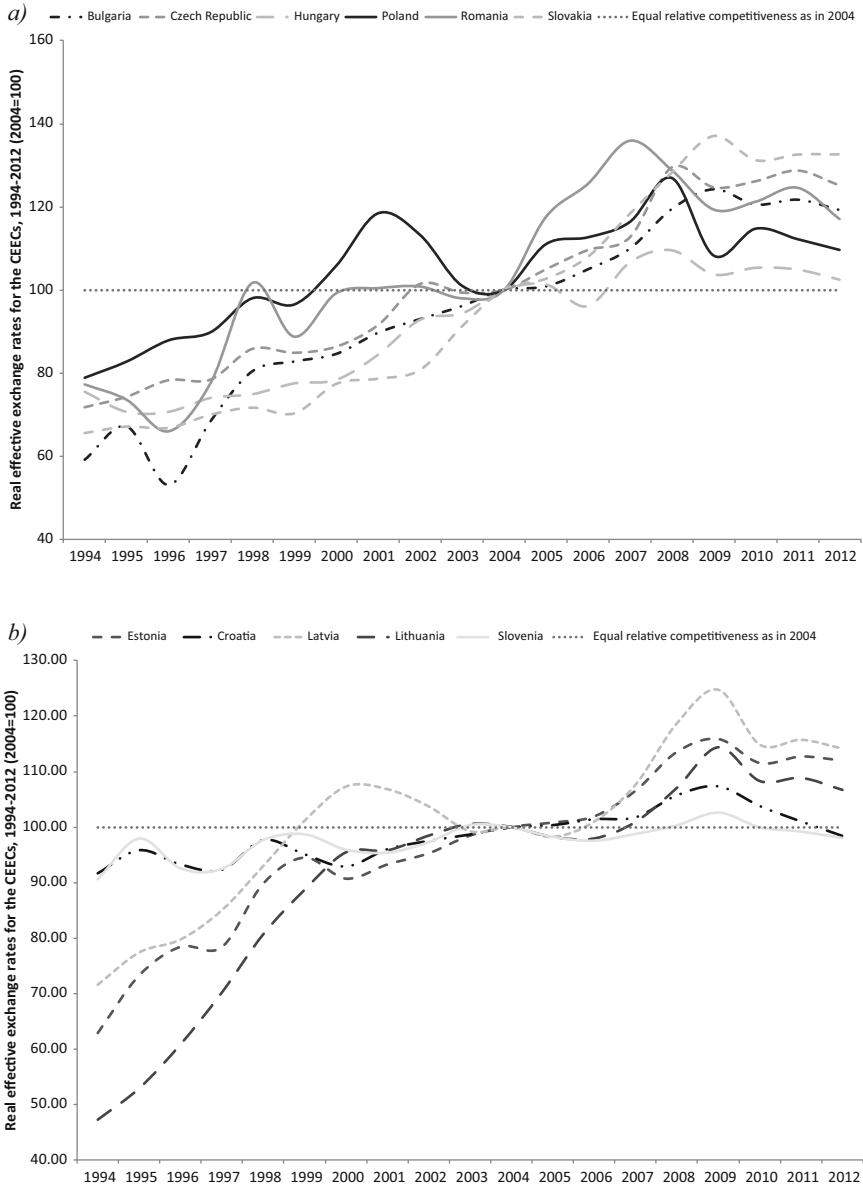 a)
Bulgaria Czech Republic Hungary Poland Romania Slovakia Equal relative competitiveness as in 2004
Real effective exchange rates for the CEECs, 1994-2012 (2004=100)
160
140
120
100
80
60
40
1994 1995 1996 1997 1998 1999 2000 2001 2002 2003 2004 2005 2006 2007 2008 2009 2010 2011 2012
b)
Estonia Croatia Latvia Lithuania Slovenia Equal relative competitiveness as in 2004
Real effective exchange rates for the CEECs, 1994-2012 (2004=100)
130.00
120.00
110.00
100.00
90.00
80.00
70.00
60.00
50.00
40.00
1994 1995 1996 1997 1998 1999 2000 2001 2002 2003 2004 2005 2006 2007 2008 2009 2010 2011 2012